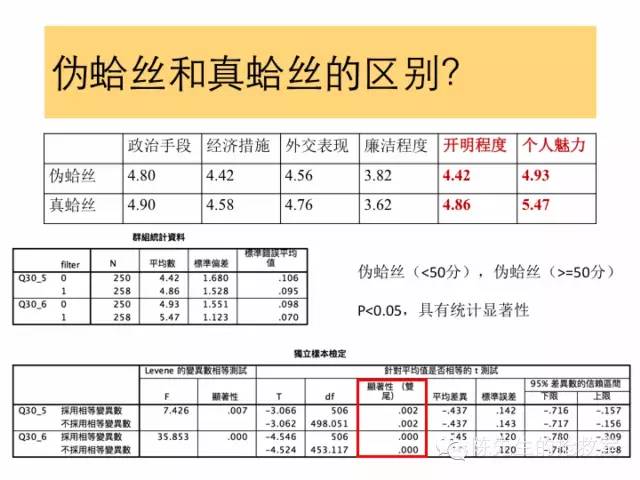 伪蛤丝和真蛤丝的区别?
政治手段 经济措施 外交表现 廉洁程度 开明程度 个人魅力
伪蛤丝 4.80 4.42 4.56 3.82 4.42 4.93
真蛤丝 4.90 4.58 4.76 3.62 4.86 5.47
群組統計資料
filter N 平均數 標準偏差 標準錯誤平均值
Q30_5 0 250 4.42 1.680 .106
1 258 4.86 1.528 .095
Q30_6 0 250 4.93 1.551 .098
1 258 5.47 1.123 .070
伪蛤丝(<50分),伪蛤丝(>=50分)
P<0.05,具有统计显著性
獨立樣本檢定
Levene 的變異數相等測試 針對平均值是否相等的 t 測試
F 顯著性 T df 顯著性 (雙尾) 平均差異 標準誤差 95% 差異數的信賴區間
下限 上限
Q30_5 採用相等變異數 7.426 .007 -3.066 506 .002 -.437 .142 -.716 -.157
不採用相等變異數 -3.062 498.051 .002 -.437 .143 -.717 -.156
Q30_6 採用相等變異數 35.853 .000 -4.546 506 .000 .120 -.780 -.309
不採用相等變異數 -4.524 453.117 .000 .120 -.782 -.308